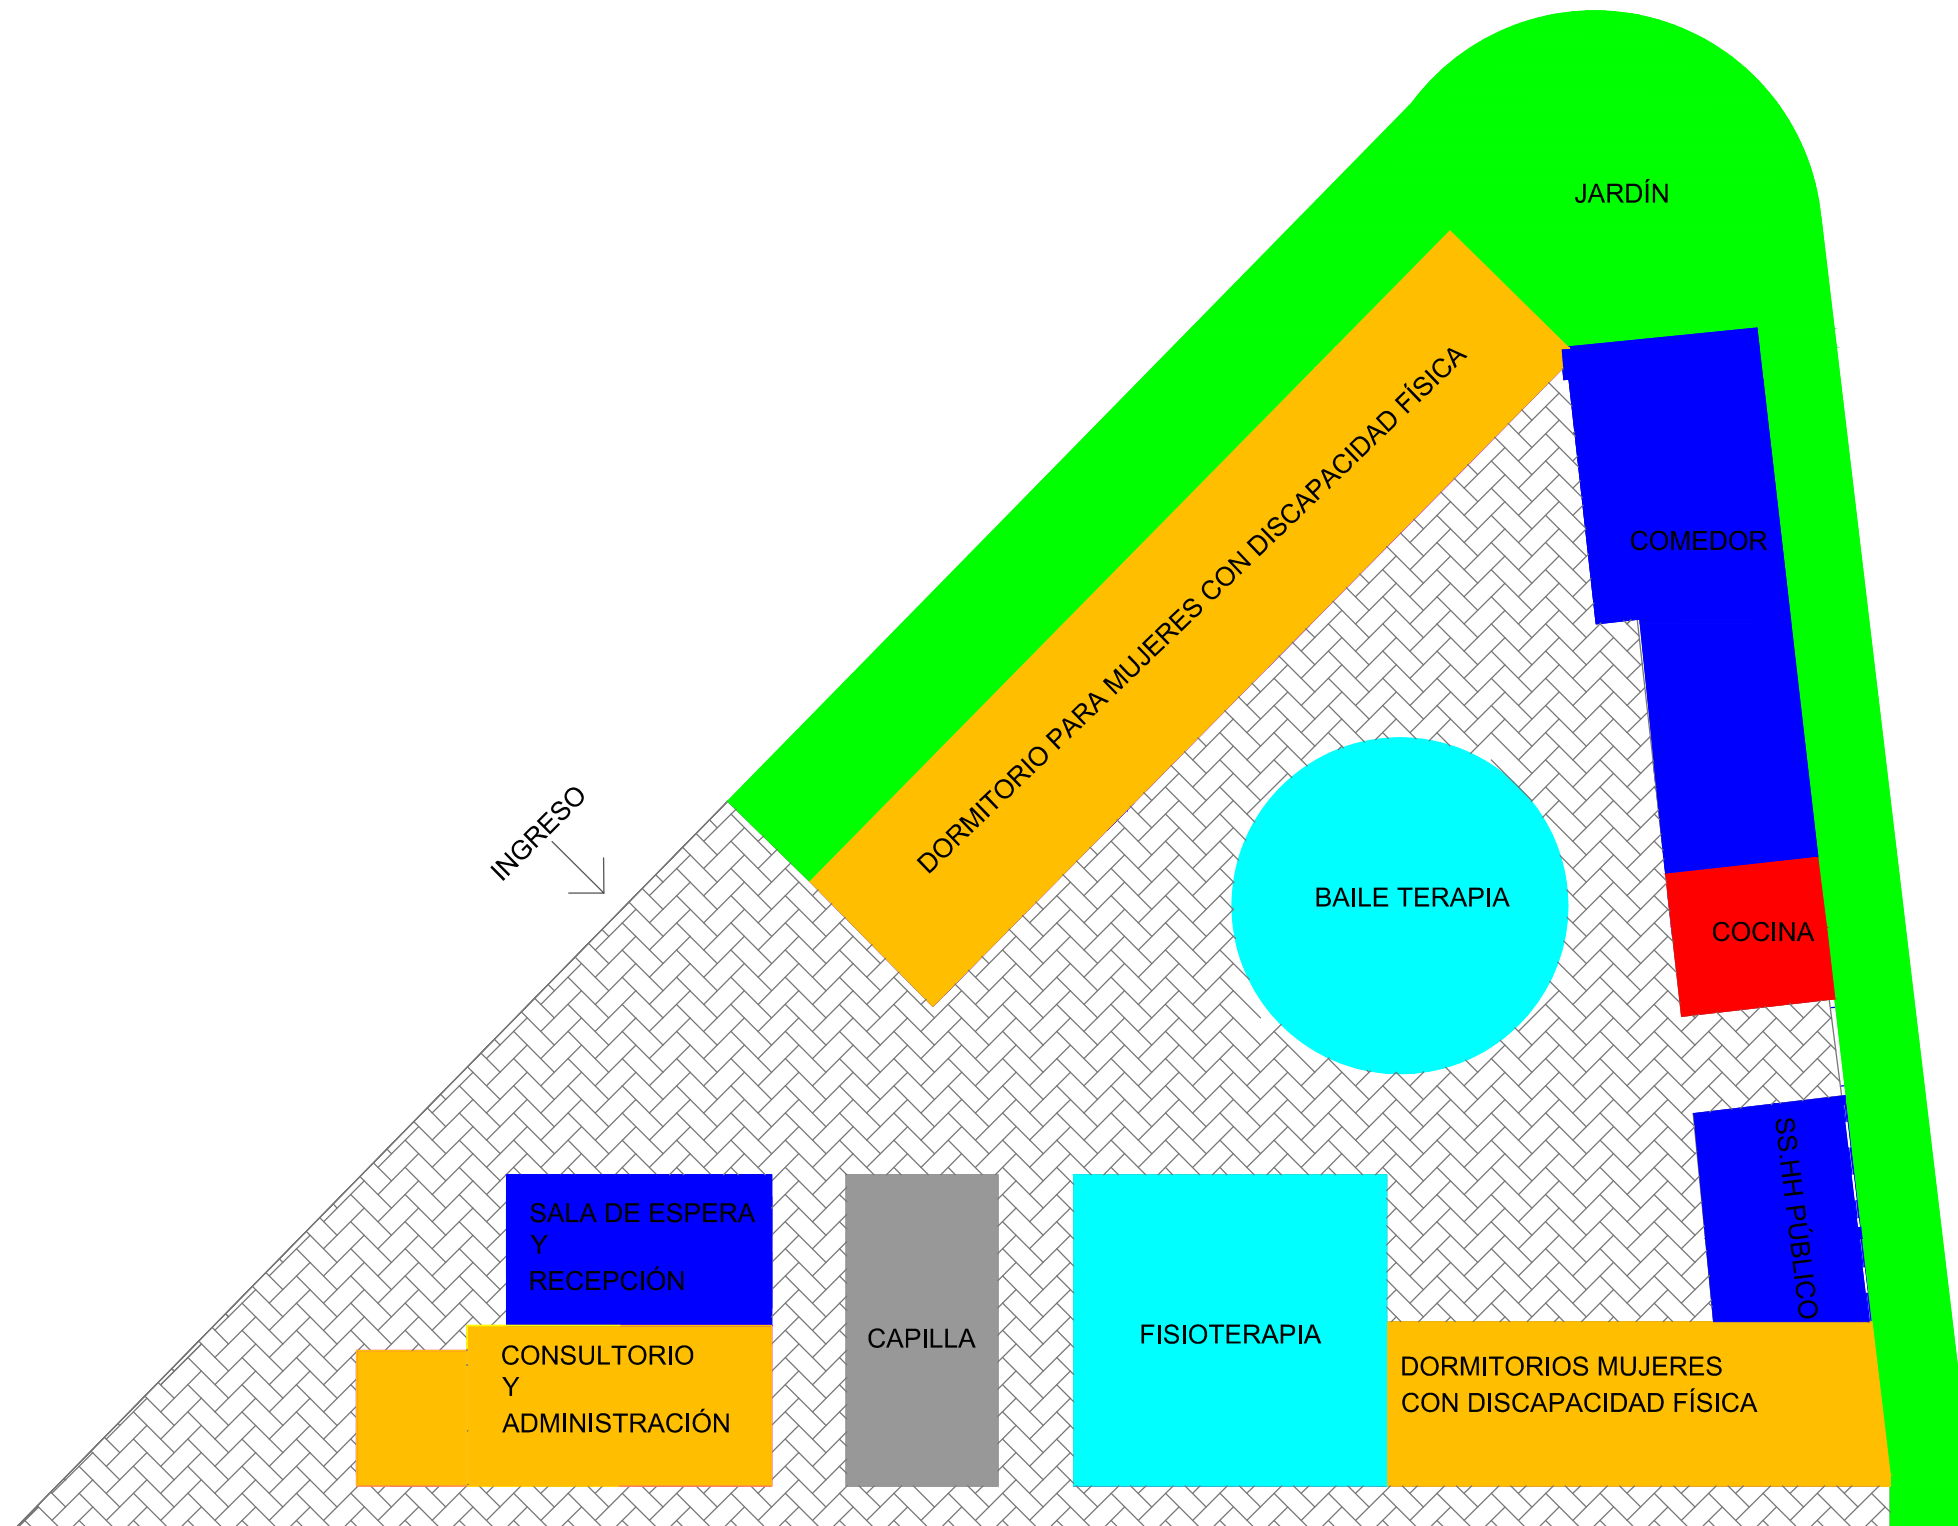 JARDÍN
DORMITORIO PARA MUJERES CON DISCAPACIDAD FÍSICA
COMEDOR
INGRESO
BAILE TERAPIA
COCINA
SS.HH PÚBLICO
SALA DE ESPERA
Y
RECEPCIÓN
CAPILLA
FISIOTERAPIA
CONSULTORIO
Y
ADMINISTRACIÓN
DORMITORIOS MUJERES
CON DISCAPACIDAD FÍSICA